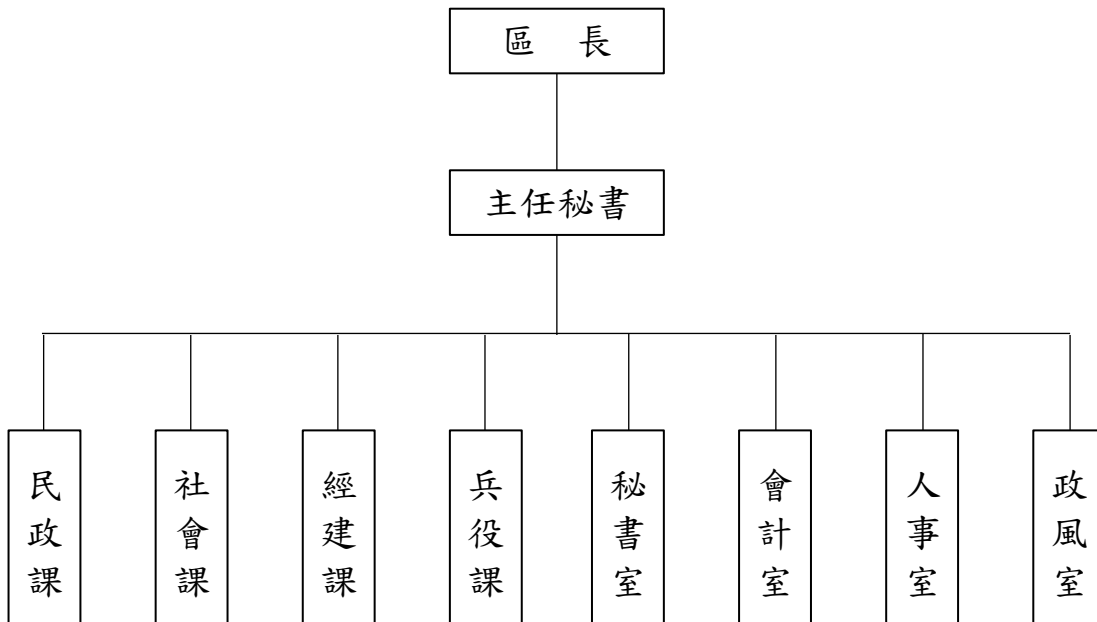 區　長
主任秘書
民政課
社會課
經建課
兵役課
秘書室
會計室
人事室
政風室